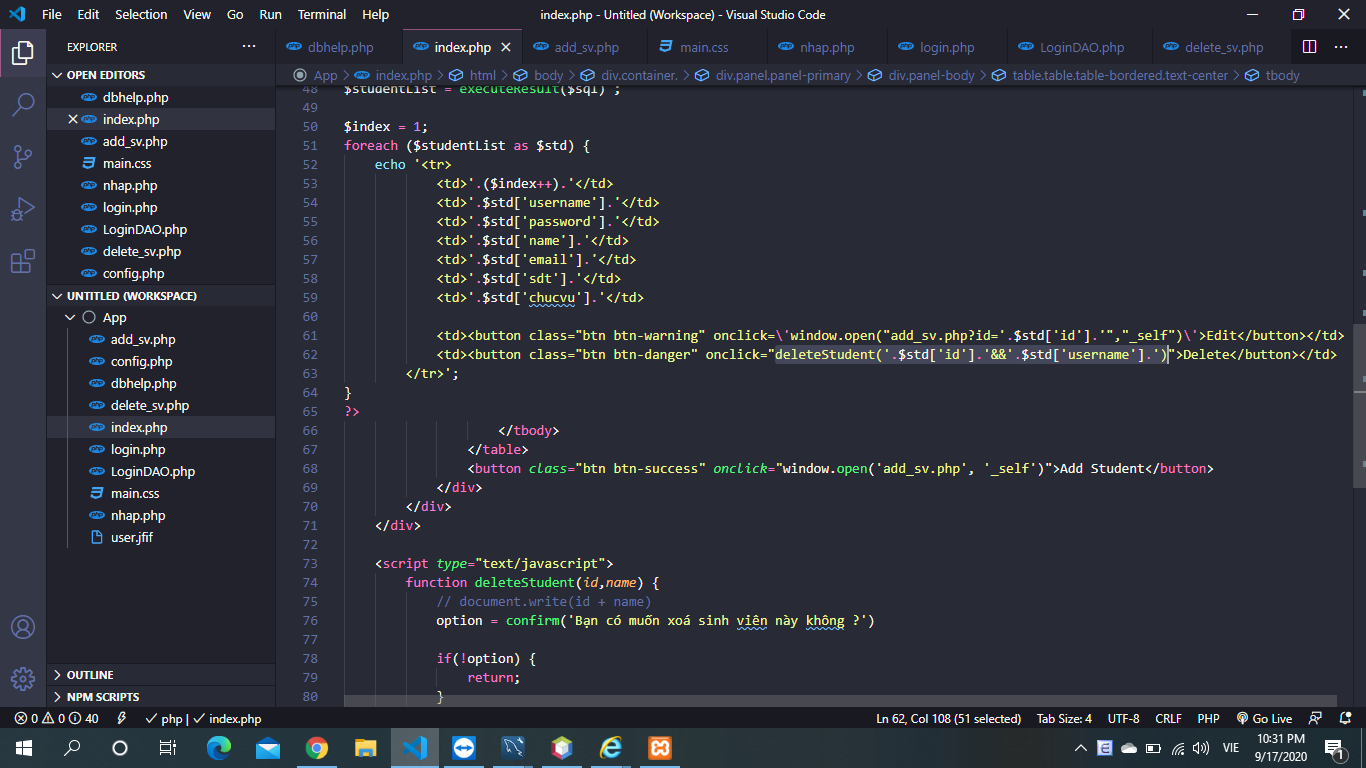 File Edit Selection View Go Run Terminal Help index.php - Untitled (Workspace) - Visual Studio Code
EXPLORER ···
dbhelp.php index.php add_sv.php main.css nhap.php login.php LoginDAO.php delete_sv.php ···
OPEN EDITORS
dbhelp.php
index.php
add_sv.php
main.css
nhap.php
login.php
LoginDAO.php
delete_sv.php
config.php
UNTITLED (WORKSPACE)
App
add_sv.php
config.php
dbhelp.php
delete_sv.php
index.php
login.php
LoginDAO.php
main.css
nhap.php
user.jfif
OUTLINE
NPM SCRIPTS
App > index.php > html > body > div.container. > div.panel.panel-primary > div.panel-body > table.table.table-bordered.text-center > tbody
48 $studentList = executeResult($sql) ;
49
50 $index = 1;
51 foreach ($studentList as $std) {
52 echo '<tr>
53 <td>'.($index++).'</td>
54 <td>'.$std['username'].'</td>
55 <td>'.$std['password'].'</td>
56 <td>'.$std['name'].'</td>
57 <td>'.$std['email'].'</td>
58 <td>'.$std['sdt'].'</td>
59 <td>'.$std['chucvu'].'</td>
60
61 <td><button class="btn btn-warning" onclick=\'window.open("add_sv.php?id='.$std['id'].'","_self")\'>Edit</button></td>
62 <td><button class="btn btn-danger" onclick="deleteStudent('.$std['id'].'&&'.$std['username'].')">Delete</button></td>
63 </tr>';
64 }
65 ?>
66 </tbody>
67 </table>
68 <button class="btn btn-success" onclick="window.open('add_sv.php', '_self')">Add Student</button>
69 </div>
70 </div>
71 </div>
72
73 <script type="text/javascript">
74 function deleteStudent(id,name) {
75 // document.write(id + name)
76 option = confirm('Bạn có muốn xoá sinh viên này không ?')
77
78 if(!option) {
79 return;
80 }
0 0 40 php | index.php Ln 62, Col 108 (51 selected) Tab Size: 4 UTF-8 CRLF PHP Go Live
VIE 10:31 PM
9/17/2020
1